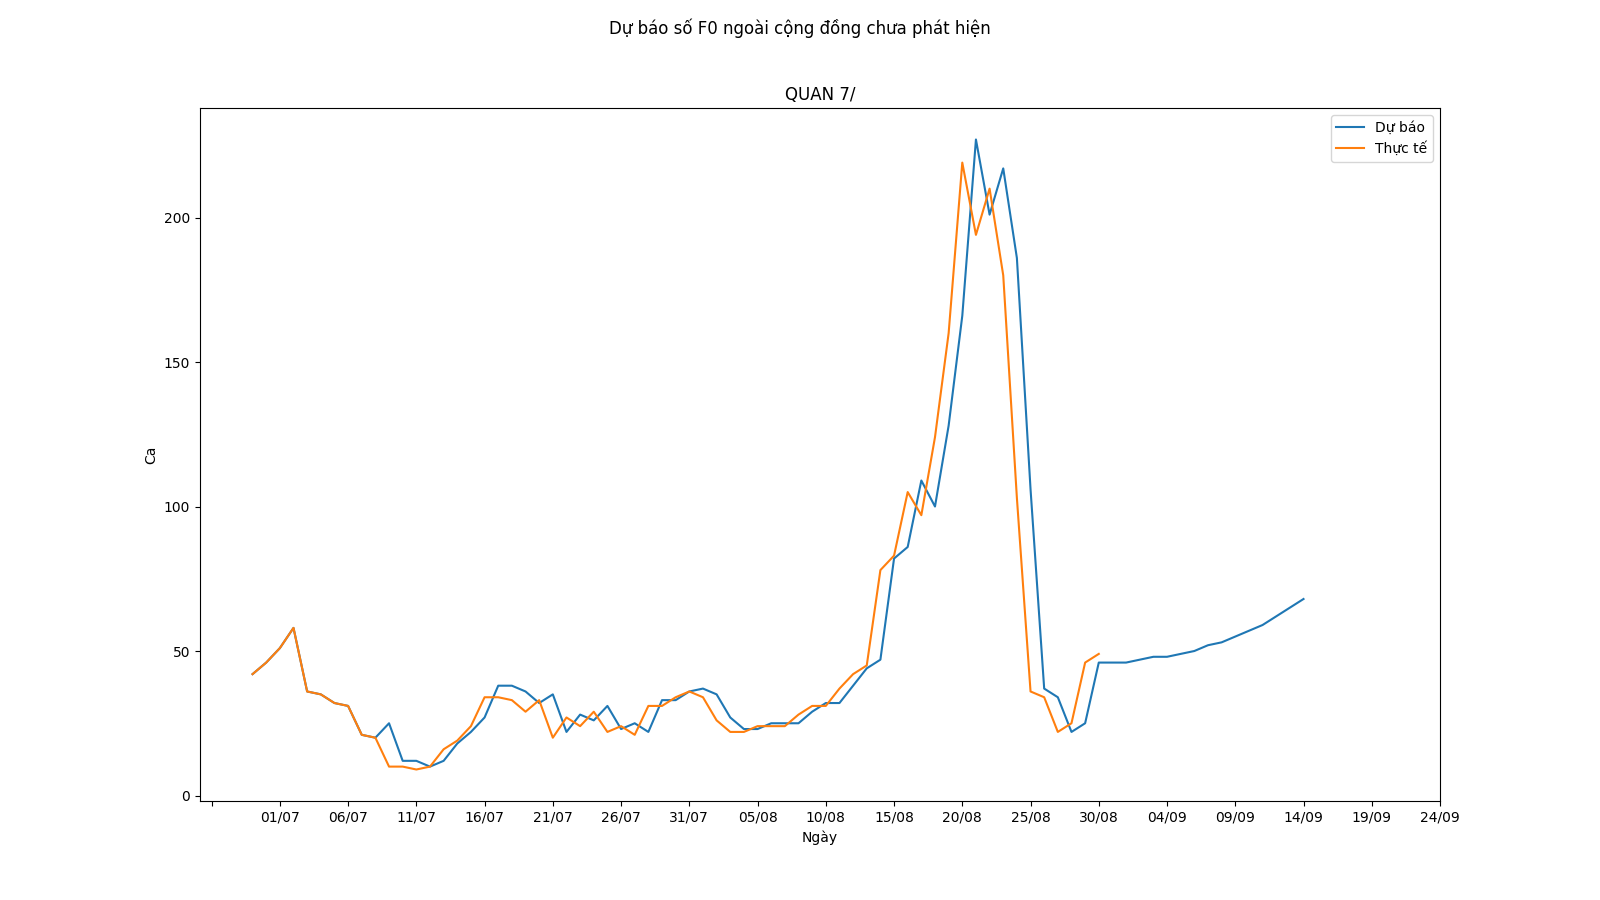 Dự báo số F0 ngoài cộng đồng chưa phát hiện
QUAN 7/
Dự báo
Thực tế
200
150
100
50
0
Ca
01/07 06/07 11/07 16/07 21/07 26/07 31/07 05/08 10/08 15/08 20/08 25/08 30/08 04/09 09/09 14/09 19/09 24/09
Ngày